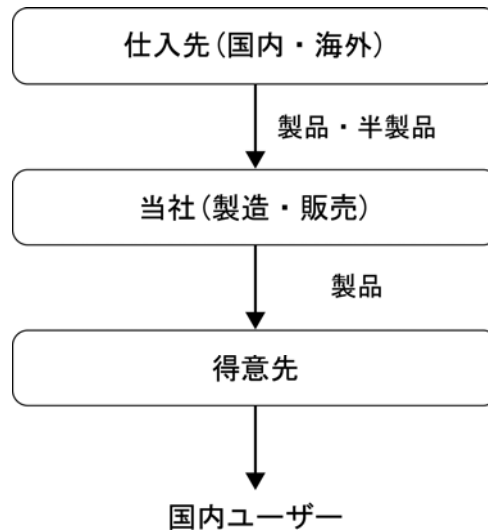 仕入先(国内・海外)
製品・半製品
当社(製造・販売)
製品
得意先
国内ユーザー